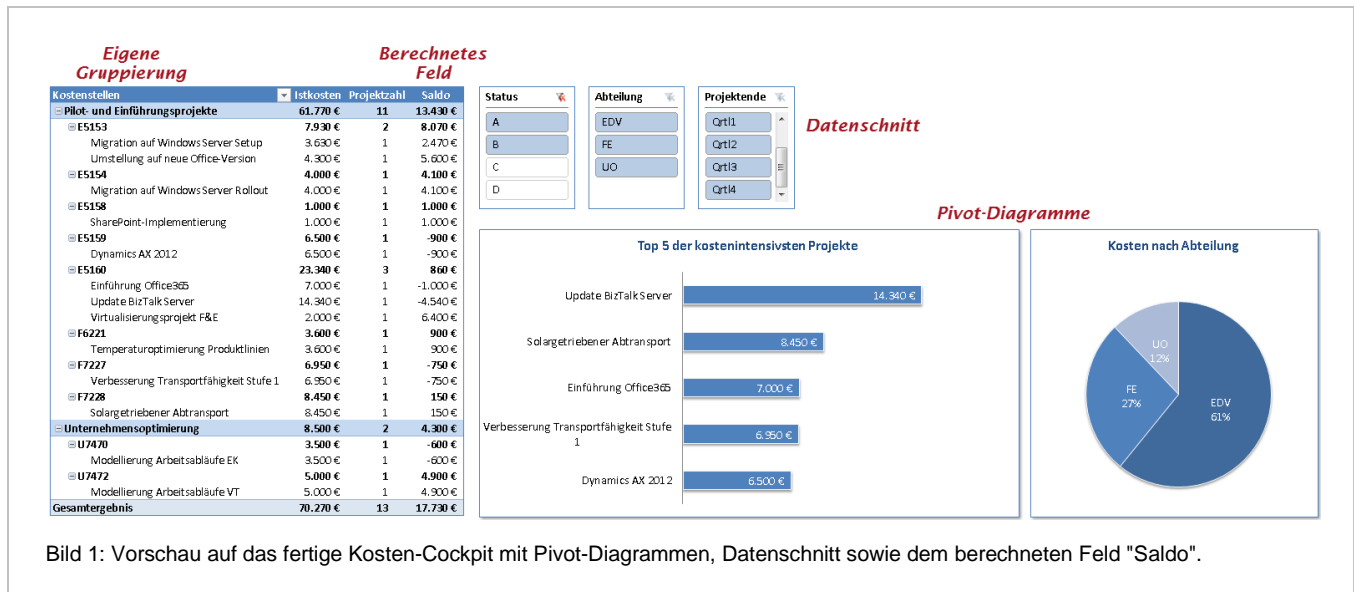 Eigene
Gruppierung
Berechnetes
Feld
Kostenstellen Istkosten Projektzahl Saldo
Pilot- und Einführungsprojekte 61.770 € 11 13.430 €
E5153 7.930 € 2 8.070 €
Migration auf Windows Server Setup 3.630 € 1 2.470 €
Umstellung auf neue Office-Version 4.300 € 1 5.600 €
E5154 4.000 € 1 4.100 €
Migration auf Windows Server Rollout 4.000 € 1 4.100 €
E5158 1.000 € 1 1.000 €
SharePoint-Implementierung 1.000 € 1 1.000 €
E5159 6.500 € 1 -900 €
Dynamics AX 2012 6.500 € 1 -900 €
E5160 23.340 € 3 860 €
Einführung Office365 7.000 € 1 -1.000 €
Update BizTalk Server 14.340 € 1 -4.540 €
Virtualisierungsprojekt F&E 2.000 € 1 6.400 €
F6221 3.600 € 1 900 €
Temperaturoptimierung Produktlinien 3.600 € 1 900 €
F7227 6.950 € 1 -750 €
Verbesserung Transportfähigkeit Stufe 1 6.950 € 1 -750 €
F7228 8.450 € 1 150 €
Solargetriebener Abtransport 8.450 € 1 150 €
Unternehmensoptimierung 8.500 € 2 4.300 €
U7470 3.500 € 1 -600 €
Modellierung Arbeitsabläufe EK 3.500 € 1 -600 €
U7472 5.000 € 1 4.900 €
Modellierung Arbeitsabläufe VT 5.000 € 1 4.900 €
Gesamtergebnis 70.270 € 13 17.730 €
Status
A
B
C
D
Abteilung
EDV
FE
UO
Projektende
Qrtl1
Qrtl2
Qrtl3
Qrtl4
Datenschnitt
Pivot-Diagramme
Top 5 der kostenintensivsten Projekte
Update BizTalk Server 14.340 €
Solargetriebener Abtransport 8.450 €
Einführung Office365 7.000 €
Verbesserung Transportfähigkeit Stufe
1 6.950 €
Dynamics AX 2012 6.500 €
Kosten nach Abteilung
UO
12%
FE
27%
EDV
61%
Bild 1: Vorschau auf das fertige Kosten-Cockpit mit Pivot-Diagrammen, Datenschnitt sowie dem berechneten Feld "Saldo".